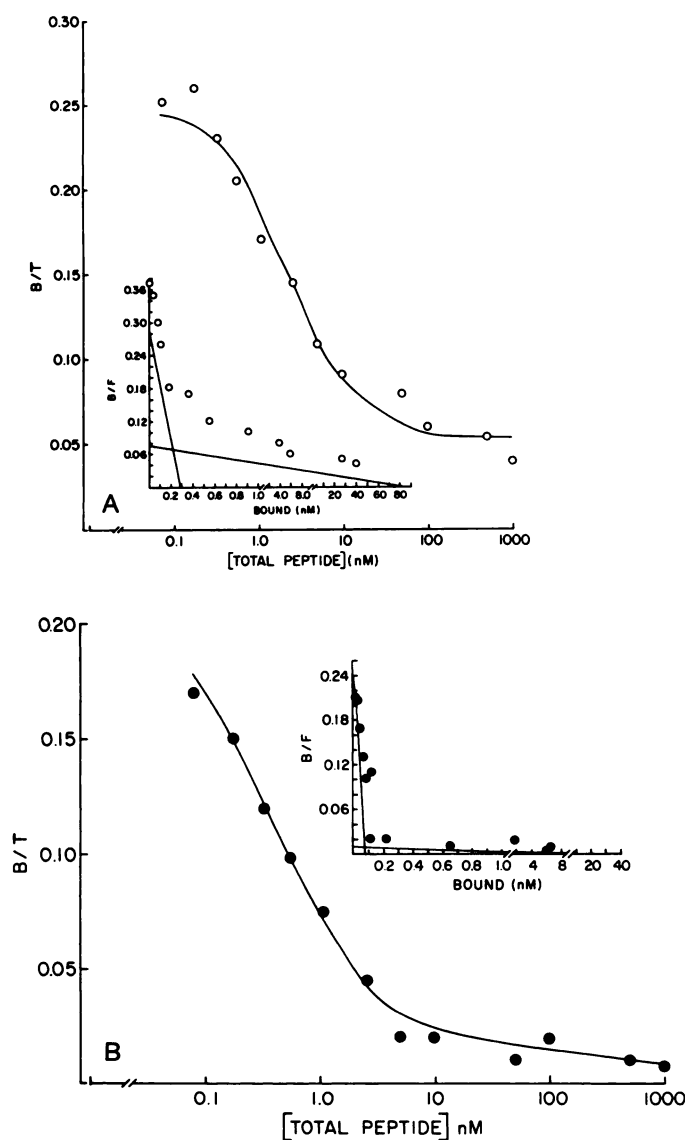 0.30
0.25
0.20
0.15
0.10
0.05
B/T
0.36
0.30
0.24
0.18
0.12
0.06
B/F
0.2 0.4 0.6 0.8 1.0 4.0 8.0 20 40 60 80
BOUND (nM)
A
0.1 1.0 10 100 1000
[TOTAL PEPTIDE](nM)
0.20
0.15
0.10
0.05
B/T
0.24
0.18
0.12
0.06
B/F
0.2 0.4 0.6 0.8 1.0 4 8 20 40
BOUND (nM)
B
0.1 1.0 10 100 1000
[TOTAL PEPTIDE] nM